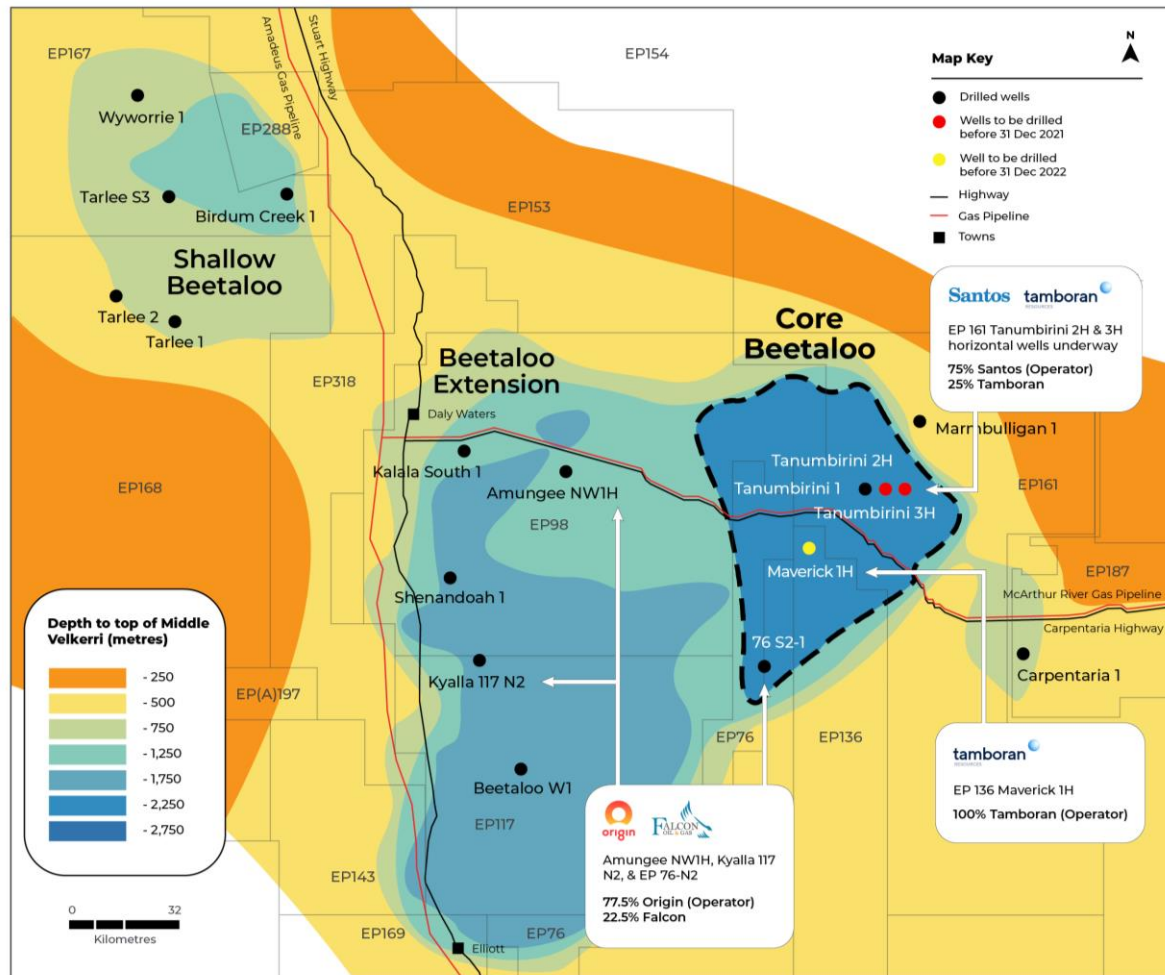 EP167
Amadeus Gas Pipeline
Stuart Highway
EP154
N
Map Key
Drilled wells
Wells to be drilled
before 31 Dec 2021
Well to be drilled
before 31 Dec 2022
Highway
Gas Pipeline
Towns
Wyworrie 1
EP288
Tarlee S3
Birdum Creek 1
EP153
Shallow
Beetaloo
Tarlee 2
Tarlee 1
Santos tamboran
RESOURCES
EP 161 Tanumbirini 2H & 3H
horizontal wells underway
75% Santos (Operator)
25% Tamboran
Core
Beetaloo
Beetaloo
Extension
EP318
Daly Waters
Marmbulligan 1
Kalala South 1
Amungee NW1H
Tanumbirini 2H
Tanumbirini 1
Tanumbirini 3H
EP161
EP168
EP98
Maverick 1H
EP187
McArthur River Gas Pipeline
Carpentaria Highway
Shenandoah 1
Depth to top of Middle
Velkerri (metres)
- 250
- 500
- 750
- 1,250
- 1,750
- 2,250
- 2,750
76 S2-1
Carpentaria 1
Kyalla 117 N2
EP(A)197
EP76
EP136
Beetaloo W1
EP117
tamboran
RESOURCES
EP 136 Maverick 1H
100% Tamboran (Operator)
origin
FALCON
OIL & GAS
Amungee NW1H, Kyalla 117
N2, & EP 76-N2
77.5% Origin (Operator)
22.5% Falcon
EP143
0 32
Kilometres
EP169
Elliott
EP76